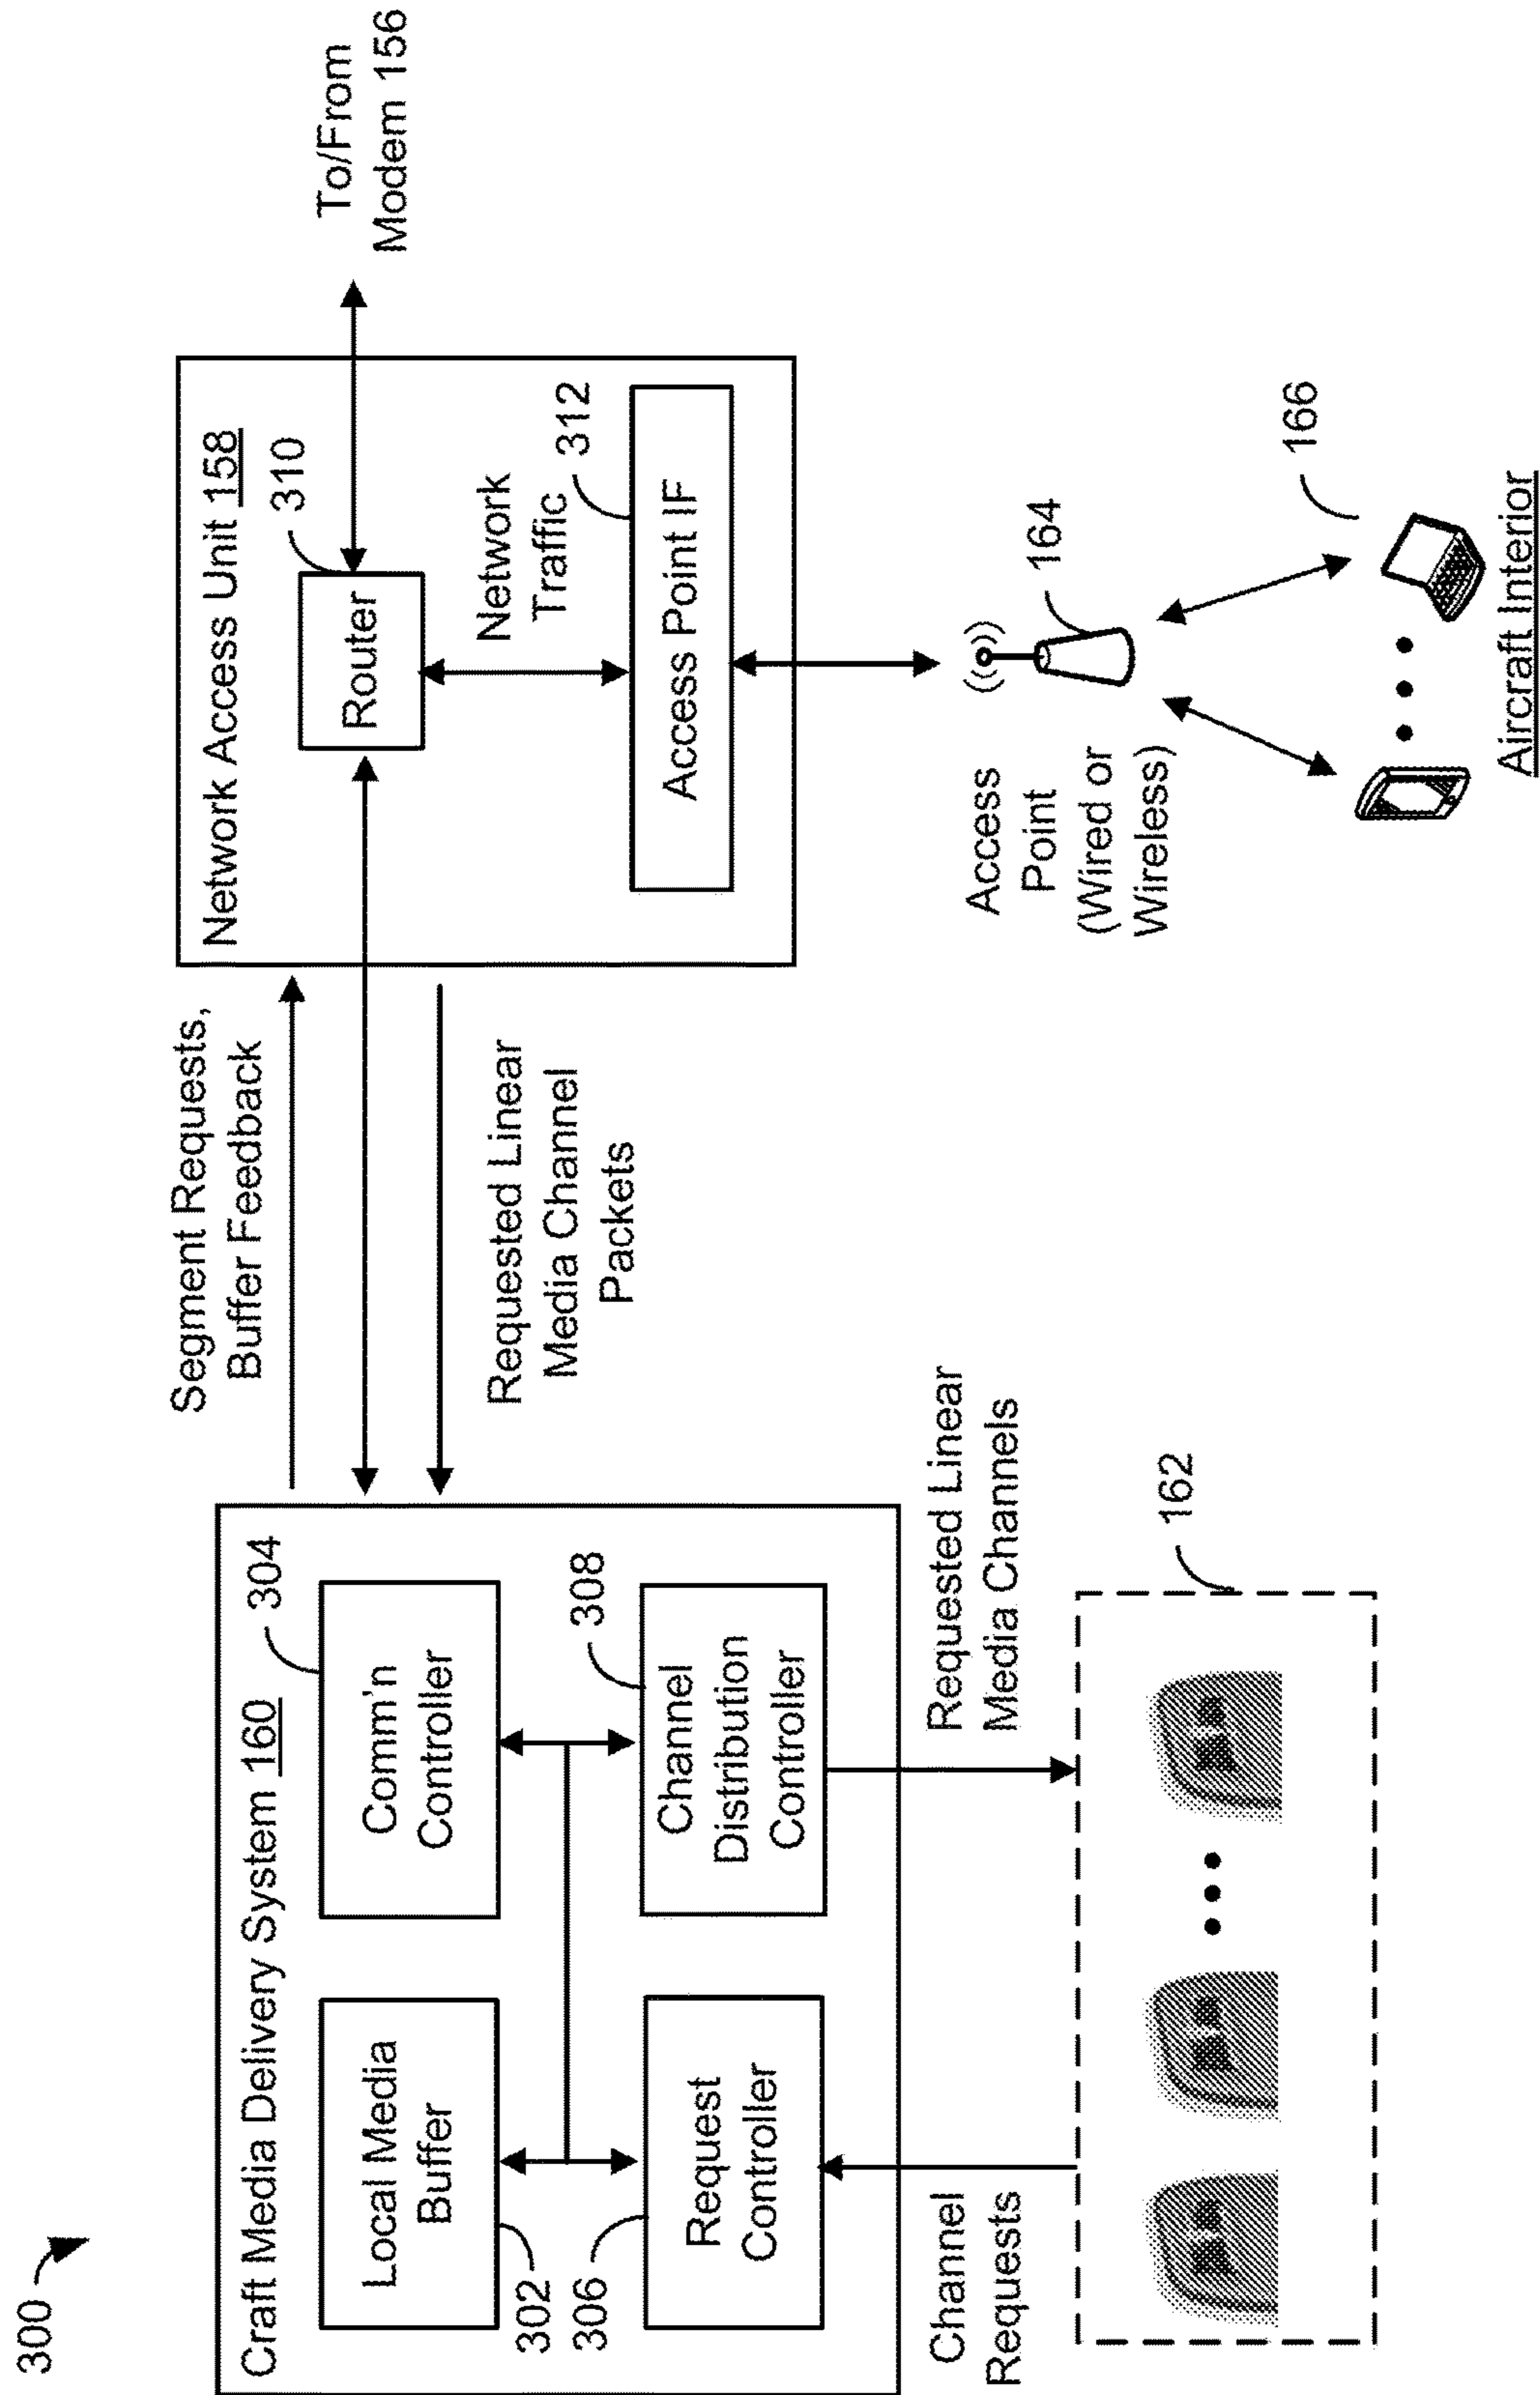 300
Craft Media Delivery System 160
Local Media
Buffer
302
Comm'n
Controller
304
Request
Controller
306
Channel
Distribution
Controller
308
Segment Requests,
Buffer Feedback
Requested Linear
Media Channel
Packets
Network Access Unit 158
310
Router
To/From
Modem 156
Network
Traffic
312
Access Point IF
Channel
Requests
Requested Linear
Media Channels
162
Access
Point
(Wired or
Wireless)
164
166
Aircraft Interior